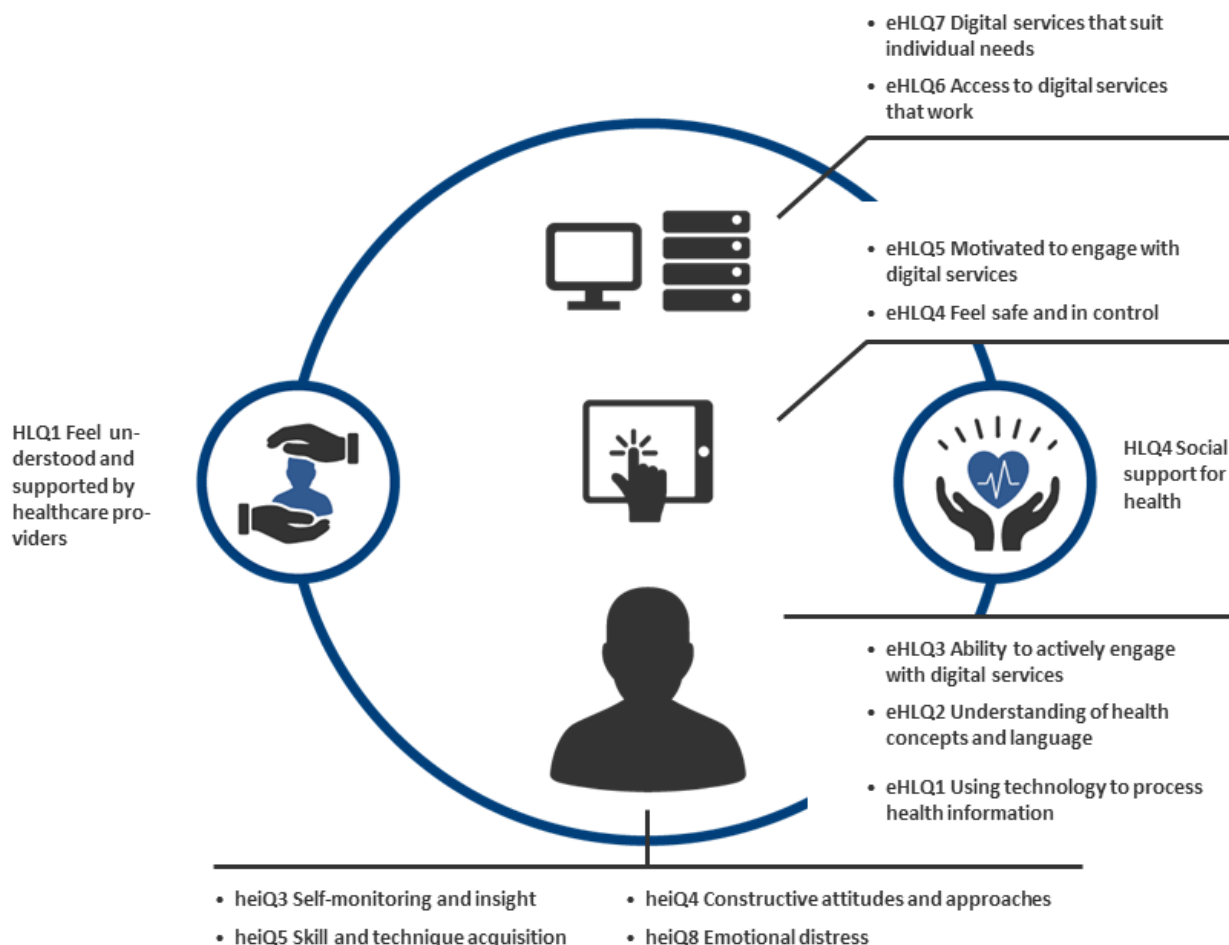 • eHLQ7 Digital services that suit
individual needs
• eHLQ6 Access to digital services
that work
• eHLQ5 Motivated to engage with
digital services
• eHLQ4 Feel safe and in control
HLQ1 Feel un-
derstood and
supported by
healthcare pro-
viders
HLQ4 Social
support for
health
• eHLQ3 Ability to actively engage
with digital services
• eHLQ2 Understanding of health
concepts and language
• eHLQ1 Using technology to process
health information
• heiQ3 Self-monitoring and insight
• heiQ5 Skill and technique acquisition
• heiQ4 Constructive attitudes and approaches
• heiQ8 Emotional distress